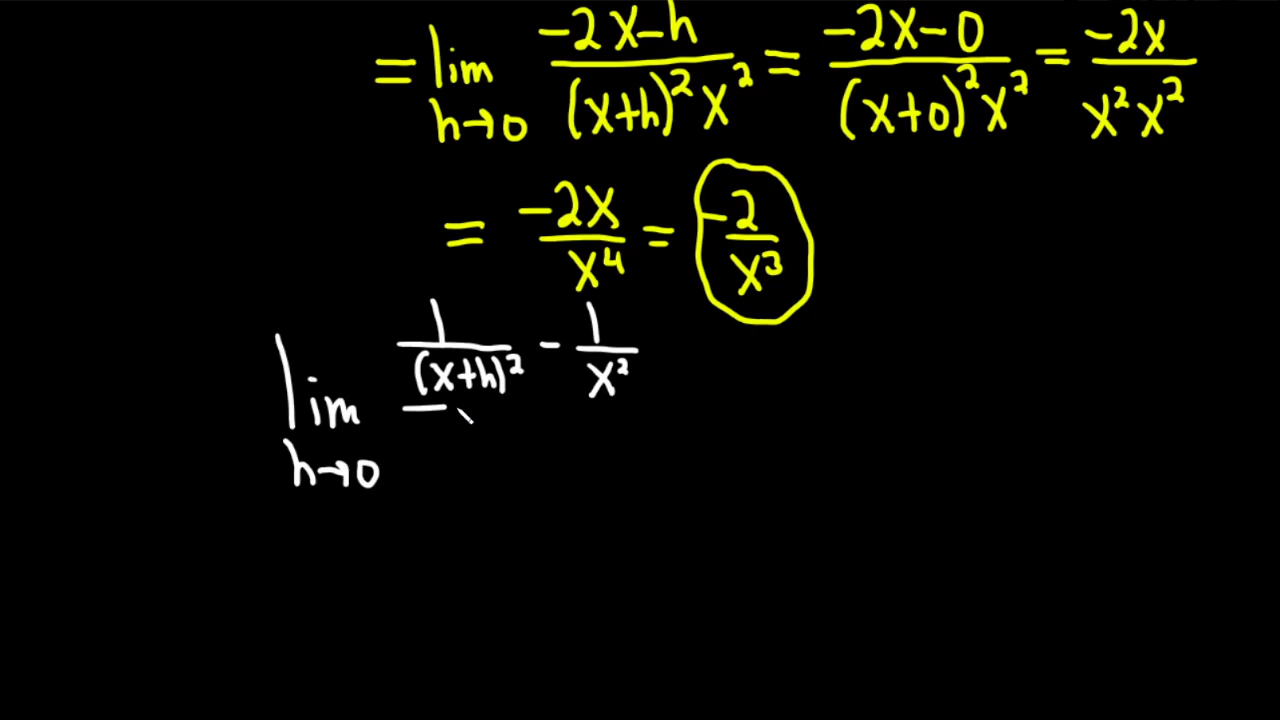 = lim h→0 (-2x-h)/((x+h)²x²) = (-2x-0)/((x+0)²x²) = -2x/(x²x²)
= -2x/x⁴ = -2/x³
lim h→0 1/(x+h)² - 1/x²